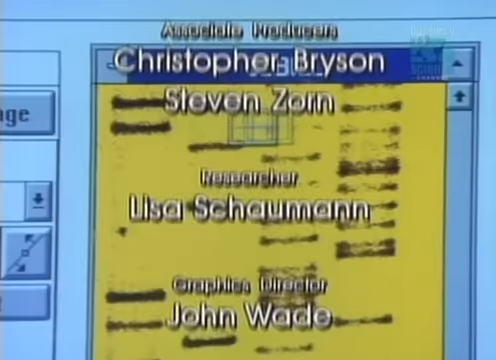 Associate Producers
Christopher Bryson
Steven Zorn
Researcher
Lisa Schaumann
Graphics Director
John Wade